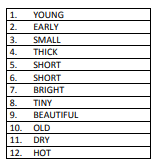 1. YOUNG
2. EARLY
3. SMALL
4. THICK
5. SHORT
6. SHORT
7. BRIGHT
8. TINY
9. BEAUTIFUL
10. OLD
11. DRY
12. HOT